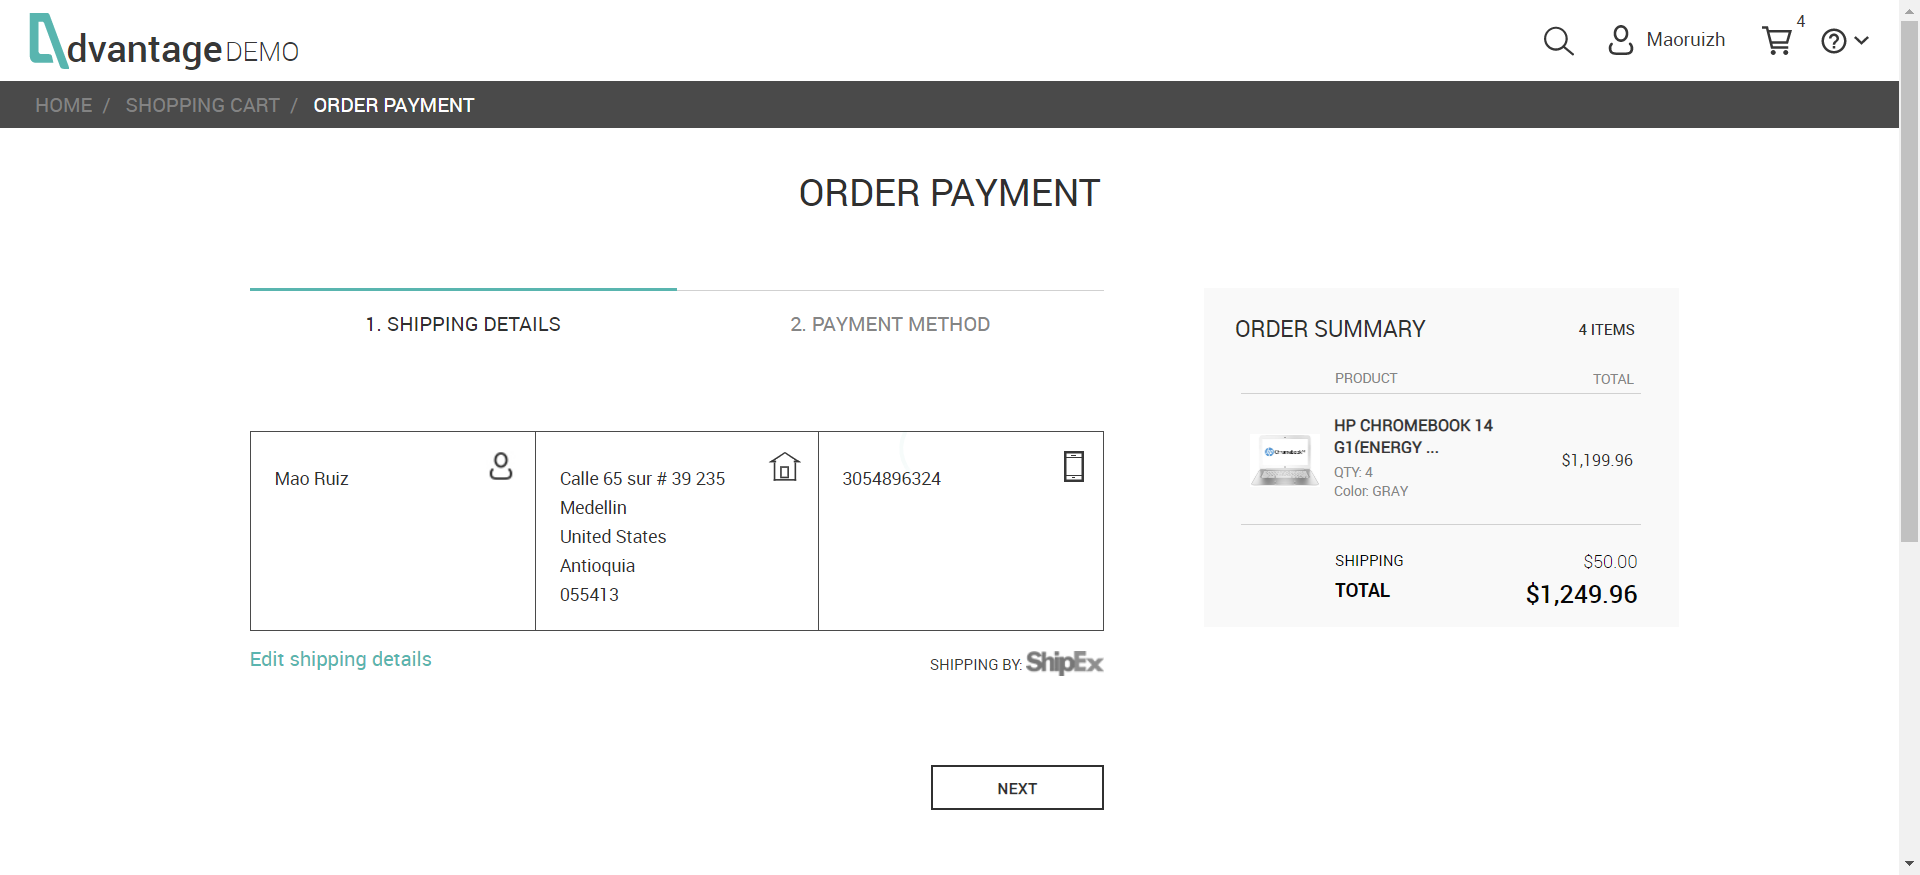 dvantage DEMO
Maoruizh
4
HOME / SHOPPING CART / ORDER PAYMENT
ORDER PAYMENT
1. SHIPPING DETAILS
2. PAYMENT METHOD
Mao Ruiz
Calle 65 sur # 39 235
Medellin
United States
Antioquia
055413
3054896324
Edit shipping details
SHIPPING BY: ShipEx
NEXT
ORDER SUMMARY
4 ITEMS
PRODUCT
TOTAL
HP CHROMEBOOK 14
G1(ENERGY ...
QTY: 4
Color: GRAY
$1,199.96
SHIPPING
$50.00
TOTAL
$1,249.96